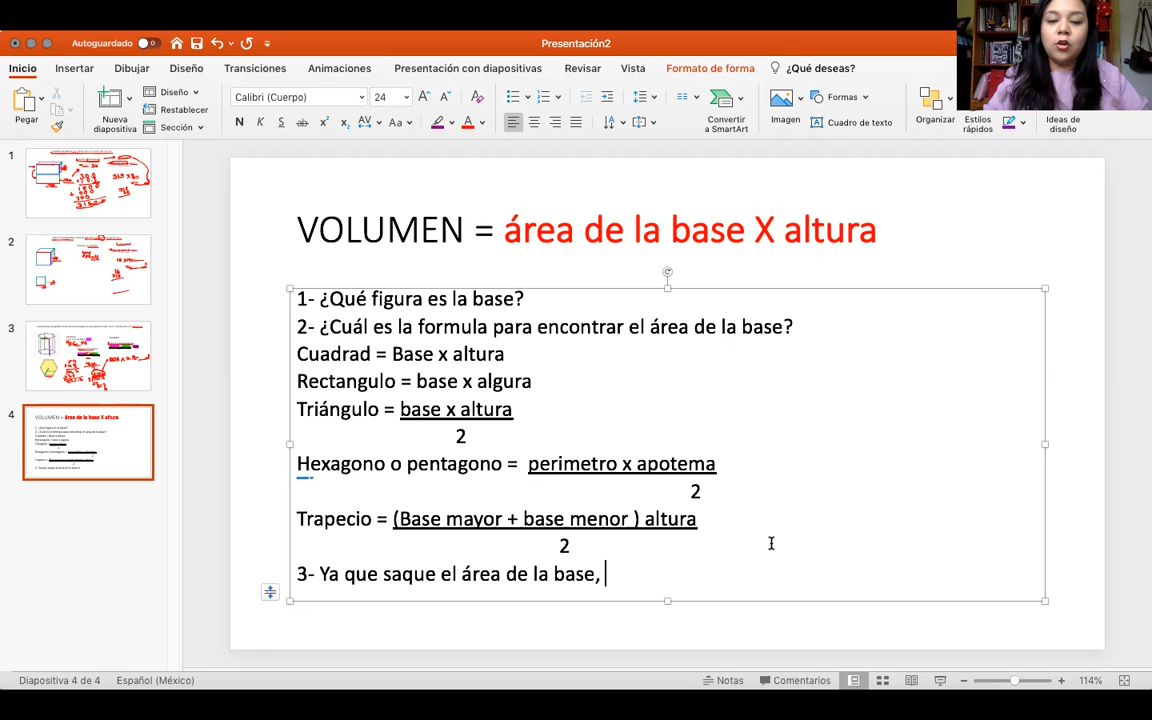 Autoguardado
Presentación2
Inicio Insertar Dibujar Diseño Transiciones Animaciones Presentación con diapositivas Revisar Vista Formato de forma ¿Qué deseas?
Pegar
Nueva diapositiva
Diseño
Restablecer
Sección
Calibri (Cuerpo) 24
Convertir a SmartArt
Imagen
Formas
Cuadro de texto
Organizar
Estilos rápidos
Ideas de diseño
1
2
3
4
VOLUMEN = área de la base X altura
1- ¿Qué figura es la base?
2- ¿Cuál es la formula para encontrar el área de la base?
Cuadrad = Base x altura
Rectangulo = base x algura
Triángulo = base x altura
2
Hexagono o pentagono = perimetro x apotema
2
Trapecio = (Base mayor + base menor ) altura
2
3- Ya que saque el área de la base,
Diapositiva 4 de 4 Español (México) Notas Comentarios 114%